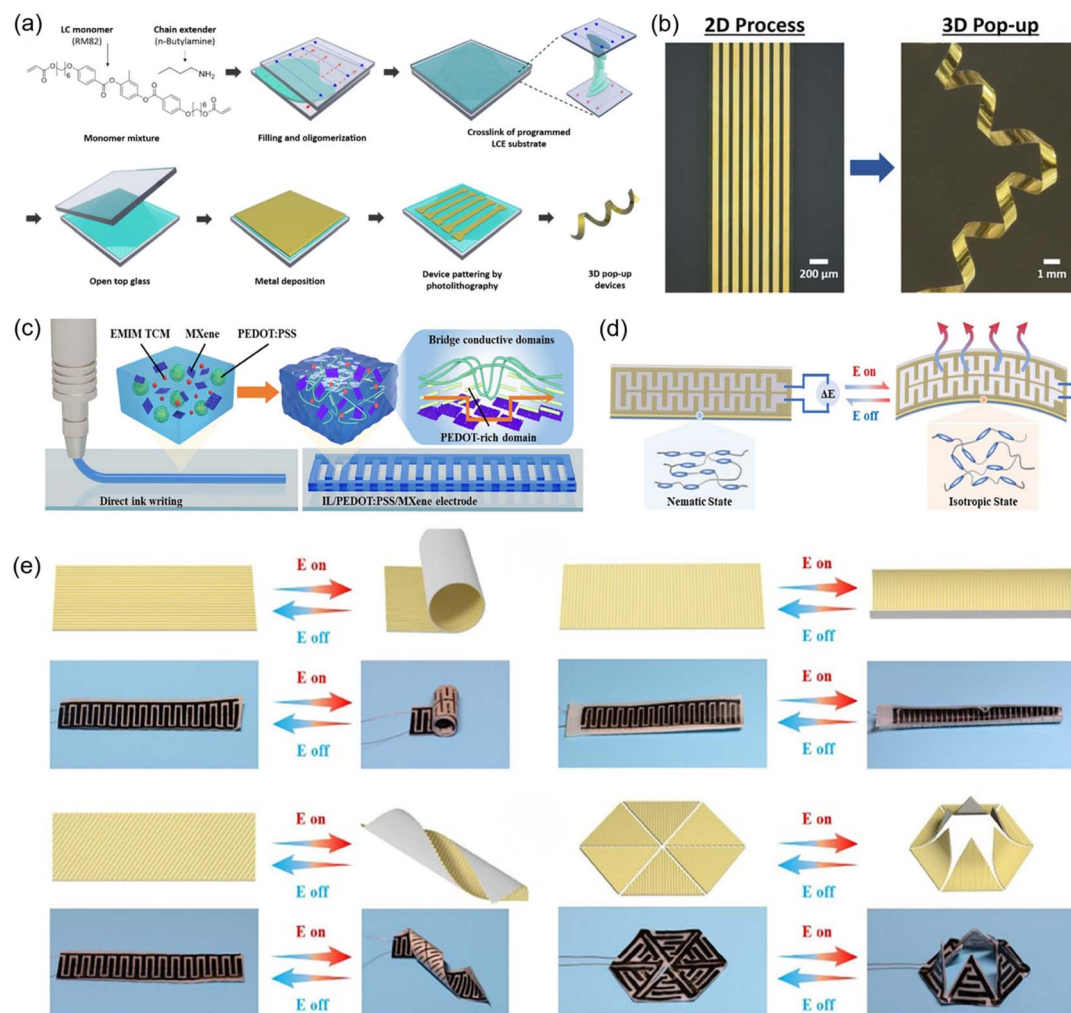 (a)
LC monomer
(RM82)
Chain extender
(n-Butylamine)
O
O
O
6
O
O
O
O
O
O
6
O
O
NH2
Monomer mixture
Filling and oligomerization
Crosslink of programmed
LCE substrate
Open top glass
Metal deposition
Device pattering by
photolithography
3D pop-up
devices
(b)
2D Process
3D Pop-up
200 μm
1 mm
(c)
EMIM TCM
MXene
PEDOT:PSS
Bridge conductive domains
PEDOT-rich domain
Direct ink writing
IL/PEDOT:PSS/MXene electrode
(d)
ΔE
E on
E off
Nematic State
Isotropic State
(e)
E on
E off
E on
E off
E on
E off
E on
E off
E on
E off
E on
E off
E on
E off
E on
E off